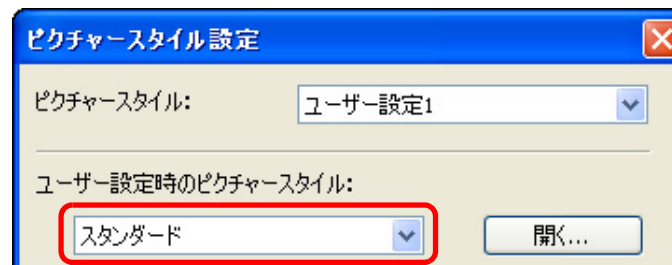 ピクチャースタイル設定
ピクチャースタイル: ユーザー設定1
ユーザー設定時のピクチャースタイル:
スタンダード 開く...